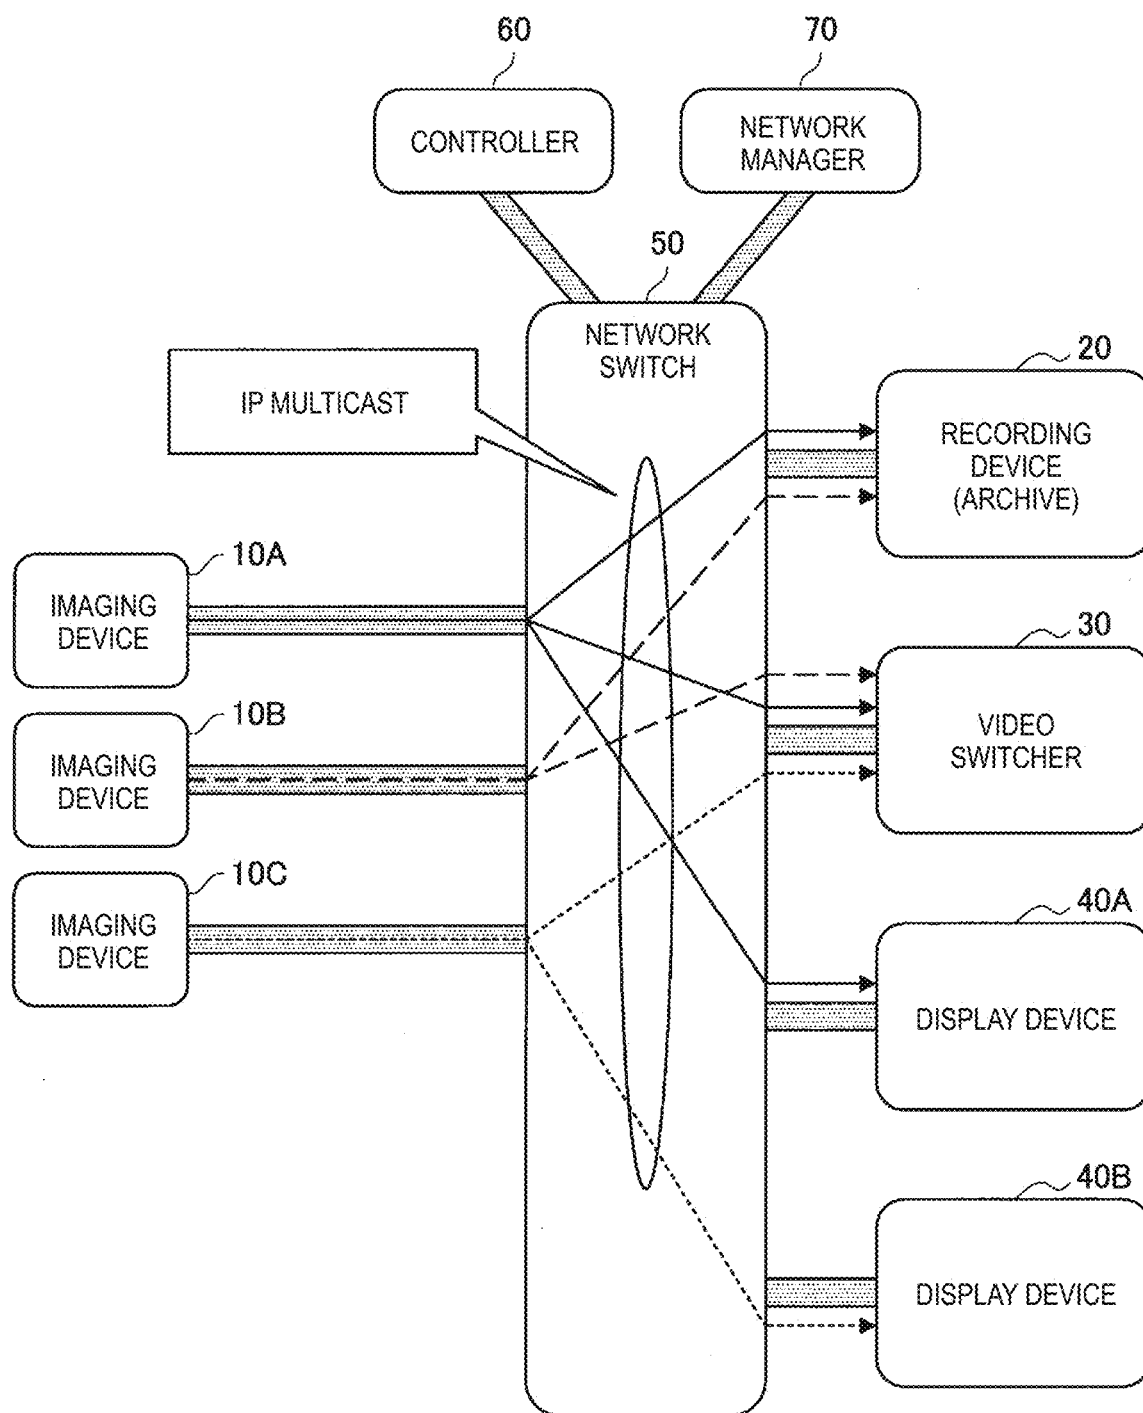 60
70
CONTROLLER
NETWORK
MANAGER
50
NETWORK
SWITCH
IP MULTICAST
20
RECORDING
DEVICE
(ARCHIVE)
10A
IMAGING
DEVICE
30
VIDEO
SWITCHER
10B
IMAGING
DEVICE
10C
IMAGING
DEVICE
40A
DISPLAY DEVICE
40B
DISPLAY DEVICE